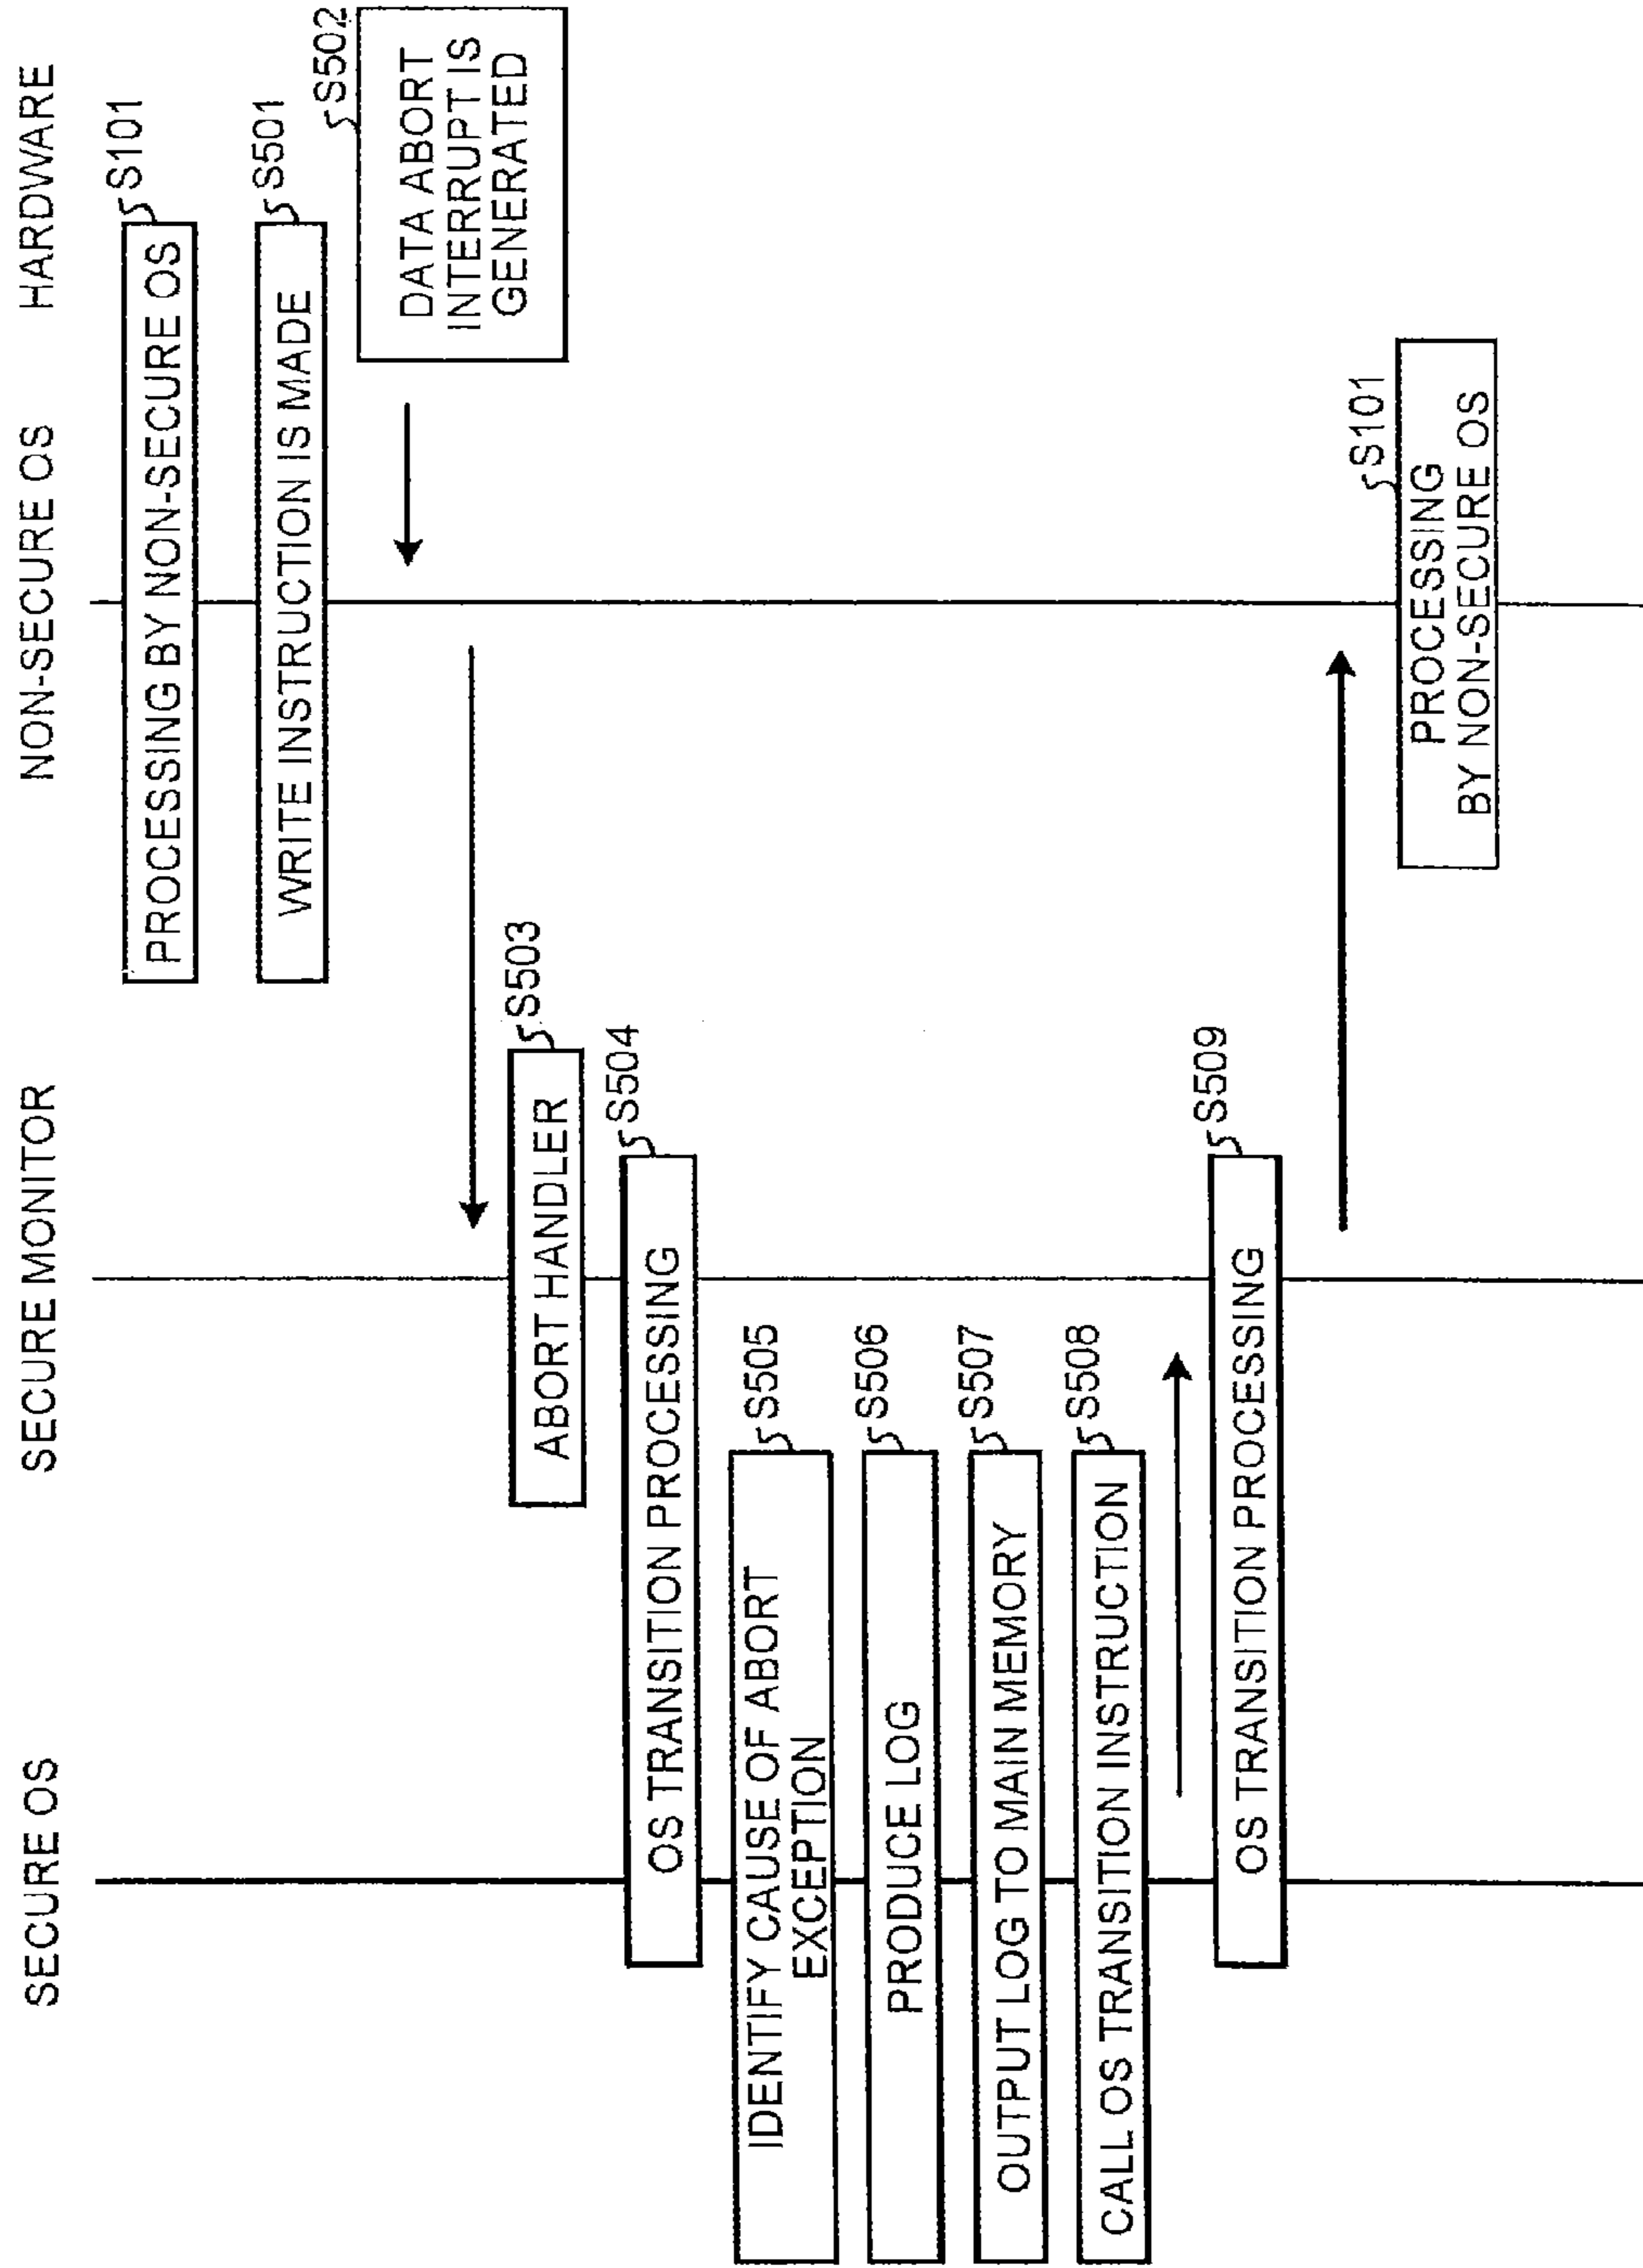 SECURE OS
SECURE MONITOR
NON-SECURE OS
HARDWARE
PROCESSING BY NON-SECURE OS
S101
WRITE INSTRUCTION IS MADE
S501
S502
DATA ABORT
INTERRUPT IS
GENERATED
ABORT HANDLER
S503
OS TRANSITION PROCESSING
S504
IDENTIFY CAUSE OF ABORT
EXCEPTION
S505
PRODUCE LOG
S506
OUTPUT LOG TO MAIN MEMORY
S507
CALL OS TRANSITION INSTRUCTION
S508
OS TRANSITION PROCESSING
S509
S101
PROCESSING
BY NON-SECURE OS